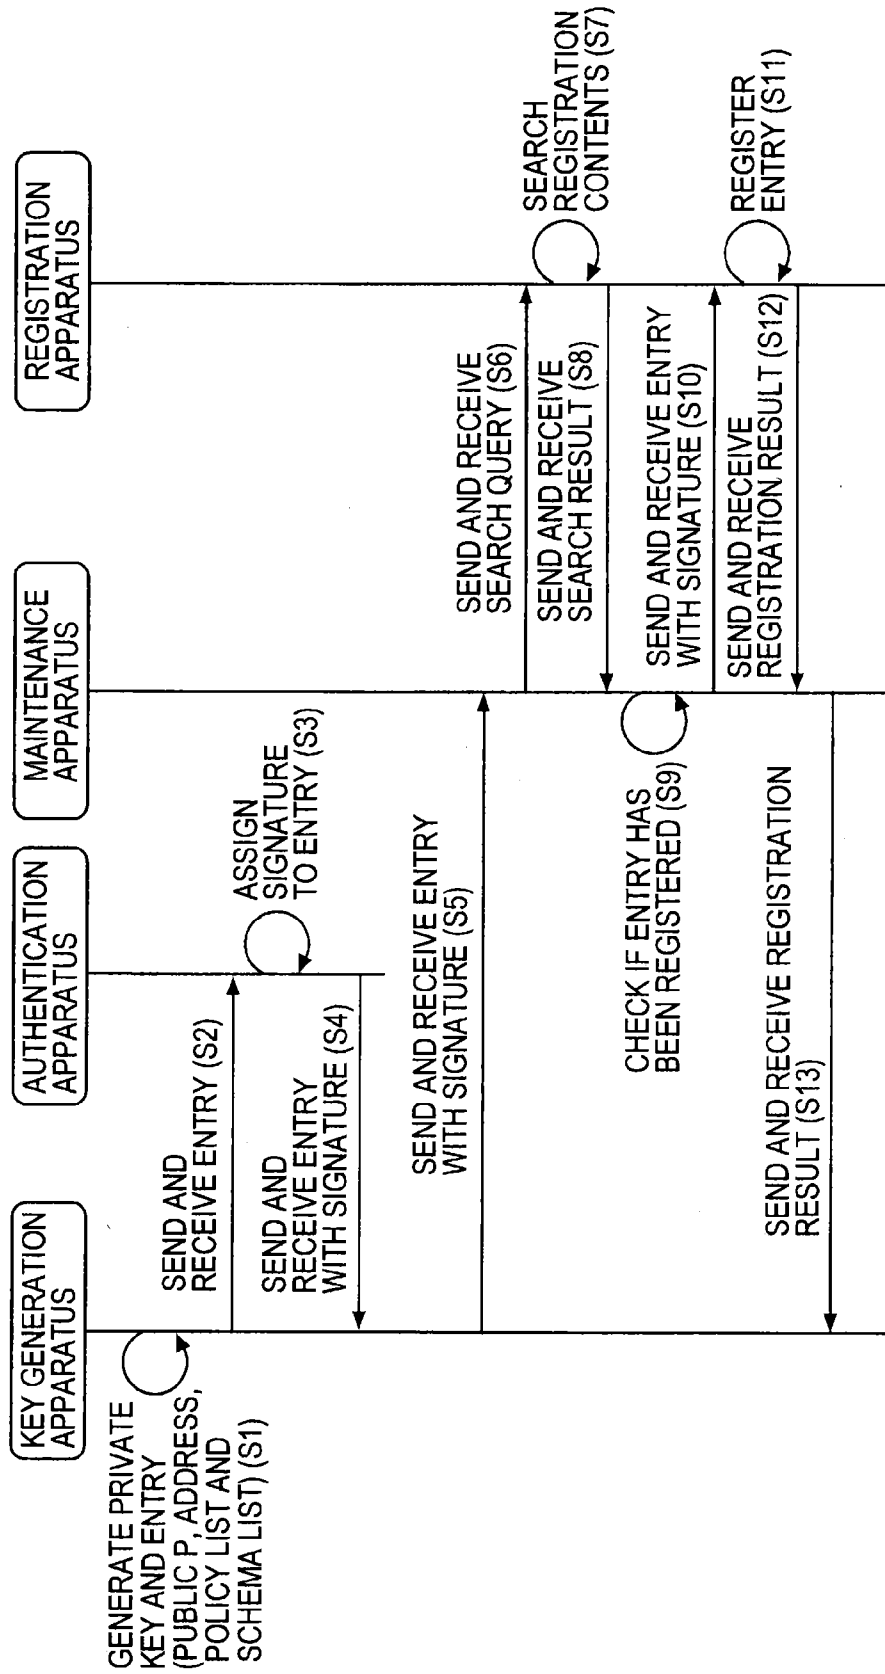 KEY GENERATION
APPARATUS
AUTHENTICATION
APPARATUS
MAINTENANCE
APPARATUS
REGISTRATION
APPARATUS
GENERATE PRIVATE
KEY AND ENTRY
(PUBLIC P, ADDRESS,
POLICY LIST AND
SCHEMA LIST) (S1)
SEND AND
RECEIVE ENTRY (S2)
ASSIGN
SIGNATURE
TO ENTRY (S3)
SEND AND
RECEIVE ENTRY
WITH SIGNATURE (S4)
SEND AND RECEIVE ENTRY
WITH SIGNATURE (S5)
SEND AND RECEIVE
SEARCH QUERY (S6)
SEARCH
REGISTRATION
CONTENTS (S7)
SEND AND RECEIVE
SEARCH RESULT (S8)
CHECK IF ENTRY HAS
BEEN REGISTERED (S9)
SEND AND RECEIVE ENTRY
WITH SIGNATURE (S10)
REGISTER
ENTRY (S11)
SEND AND RECEIVE
REGISTRATION RESULT (S12)
SEND AND RECEIVE REGISTRATION
RESULT (S13)